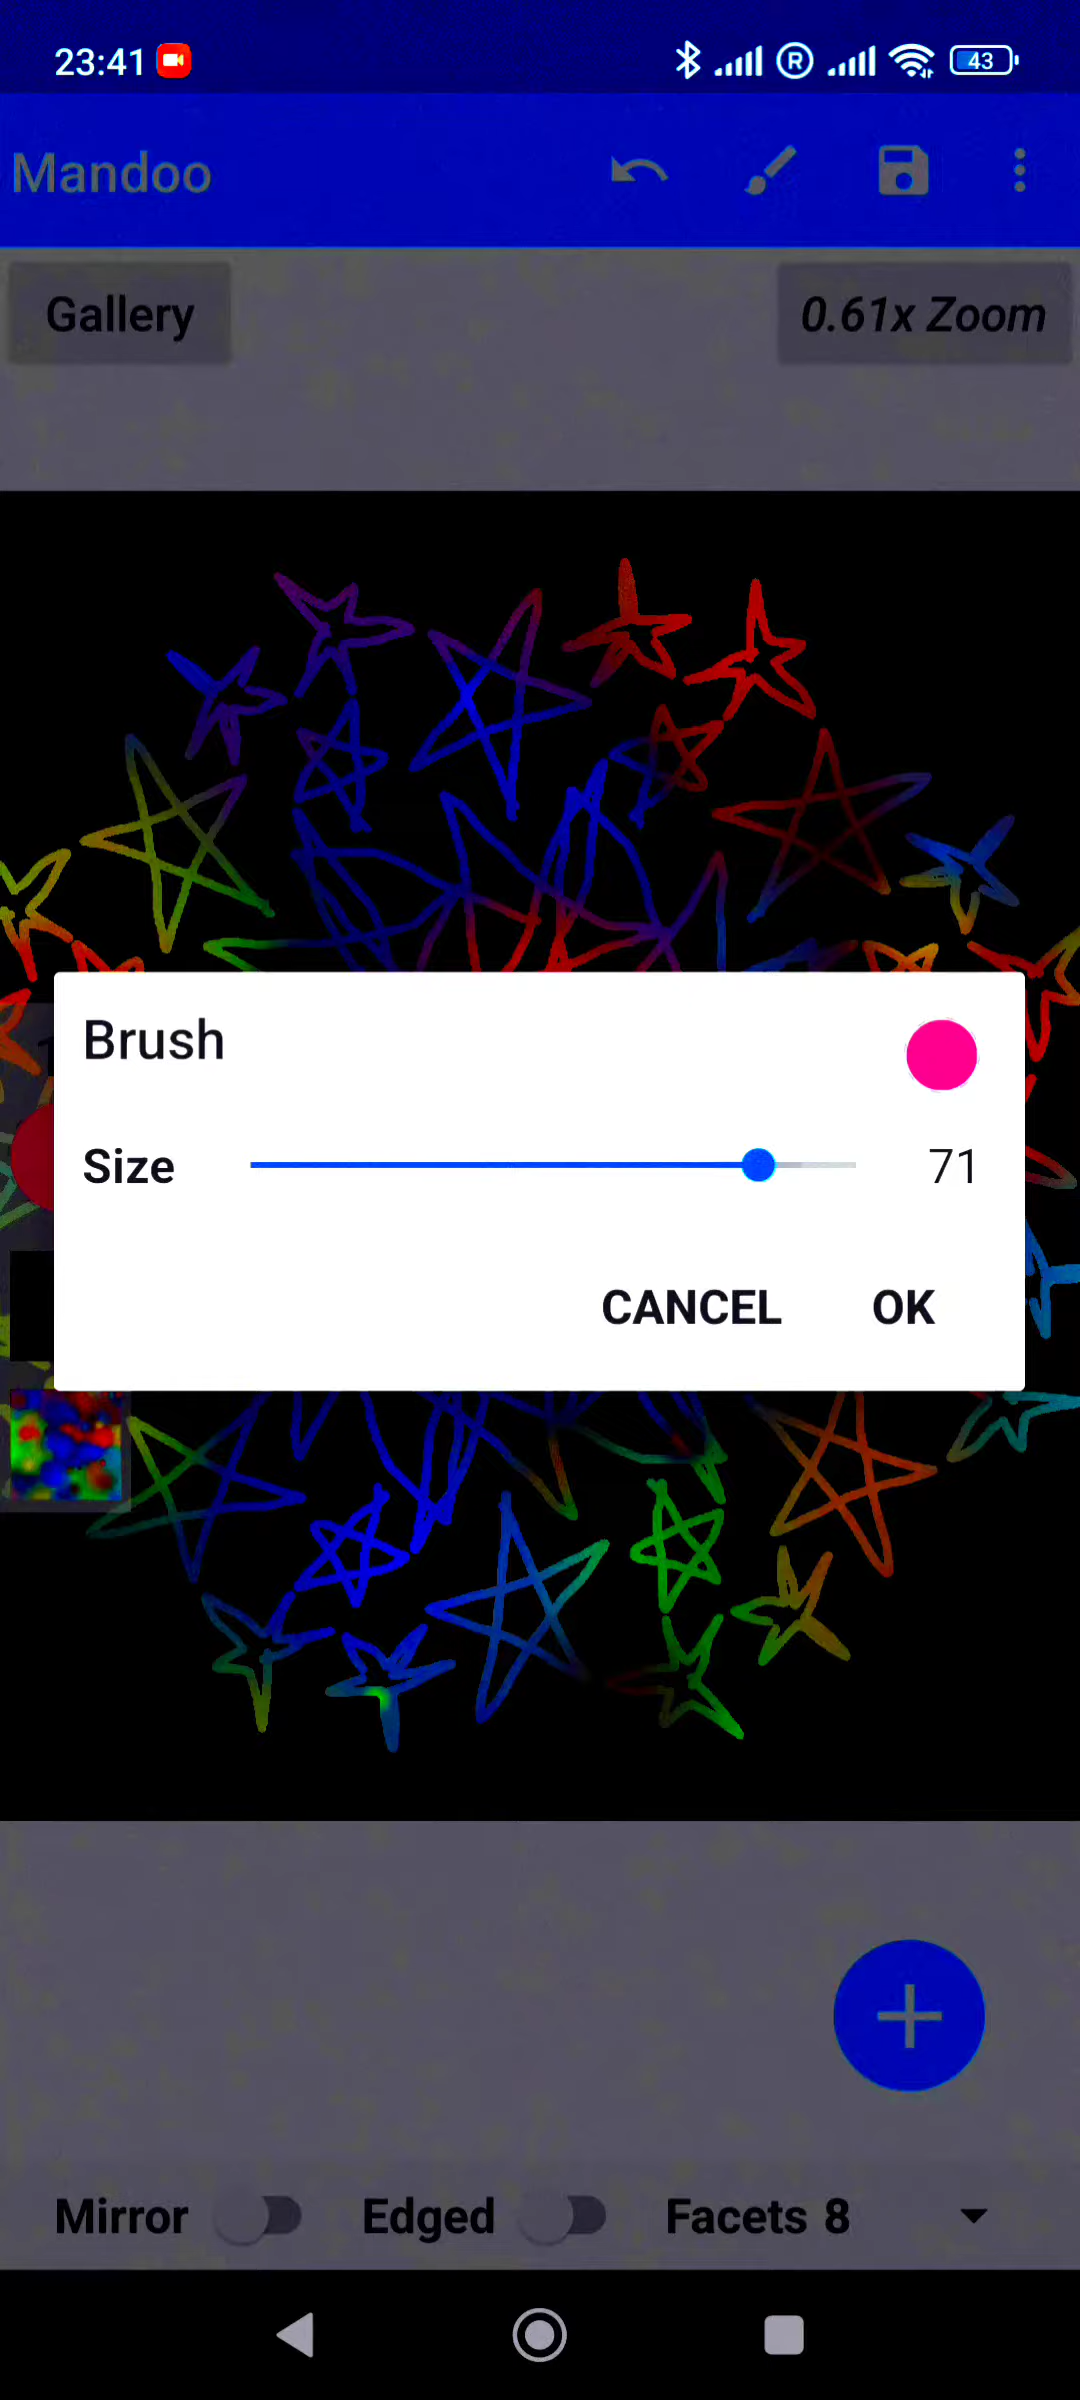 23:41
R
43
Mandoo
Gallery
0.61x Zoom
Brush
Size
71
CANCEL
OK
Mirror
Edged
Facets 8